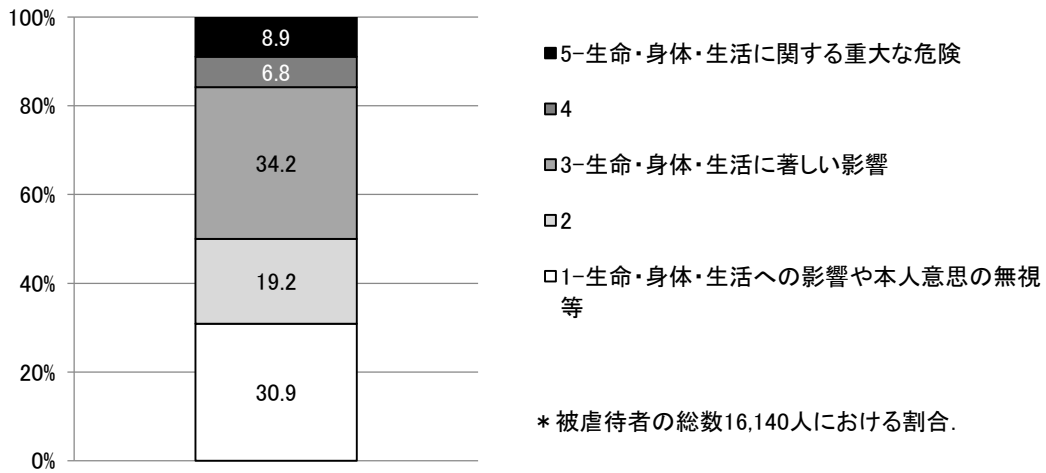 100%
80%
60%
40%
20%
0%
8.9
6.8
34.2
19.2
30.9
■5-生命・身体・生活に関する重大な危険
4
3-生命・身体・生活に著しい影響
2
1-生命・身体・生活への影響や本人意思の無視
等
*被虐待者の総数16,140人における割合.